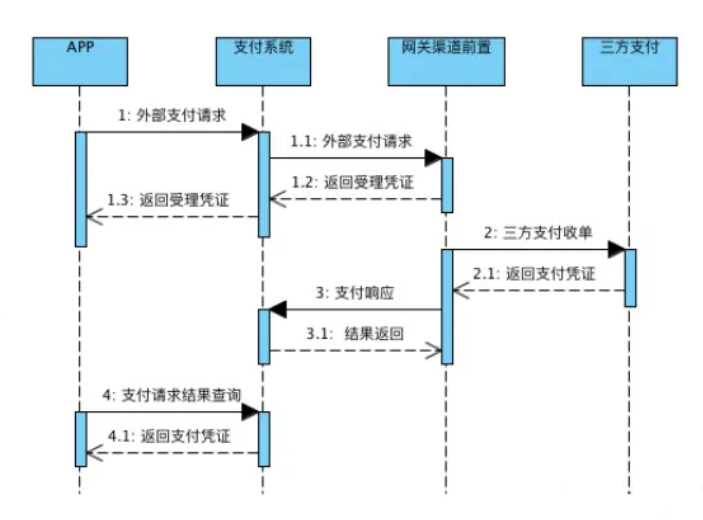 APP
支付系统
网关渠道前置
三方支付
1: 外部支付请求
1.1: 外部支付请求
1.2: 返回受理凭证
1.3: 返回受理凭证
2: 三方支付收单
2.1: 返回支付凭证
3: 支付响应
3.1: 结果返回
4: 支付请求结果查询
4.1: 返回支付凭证